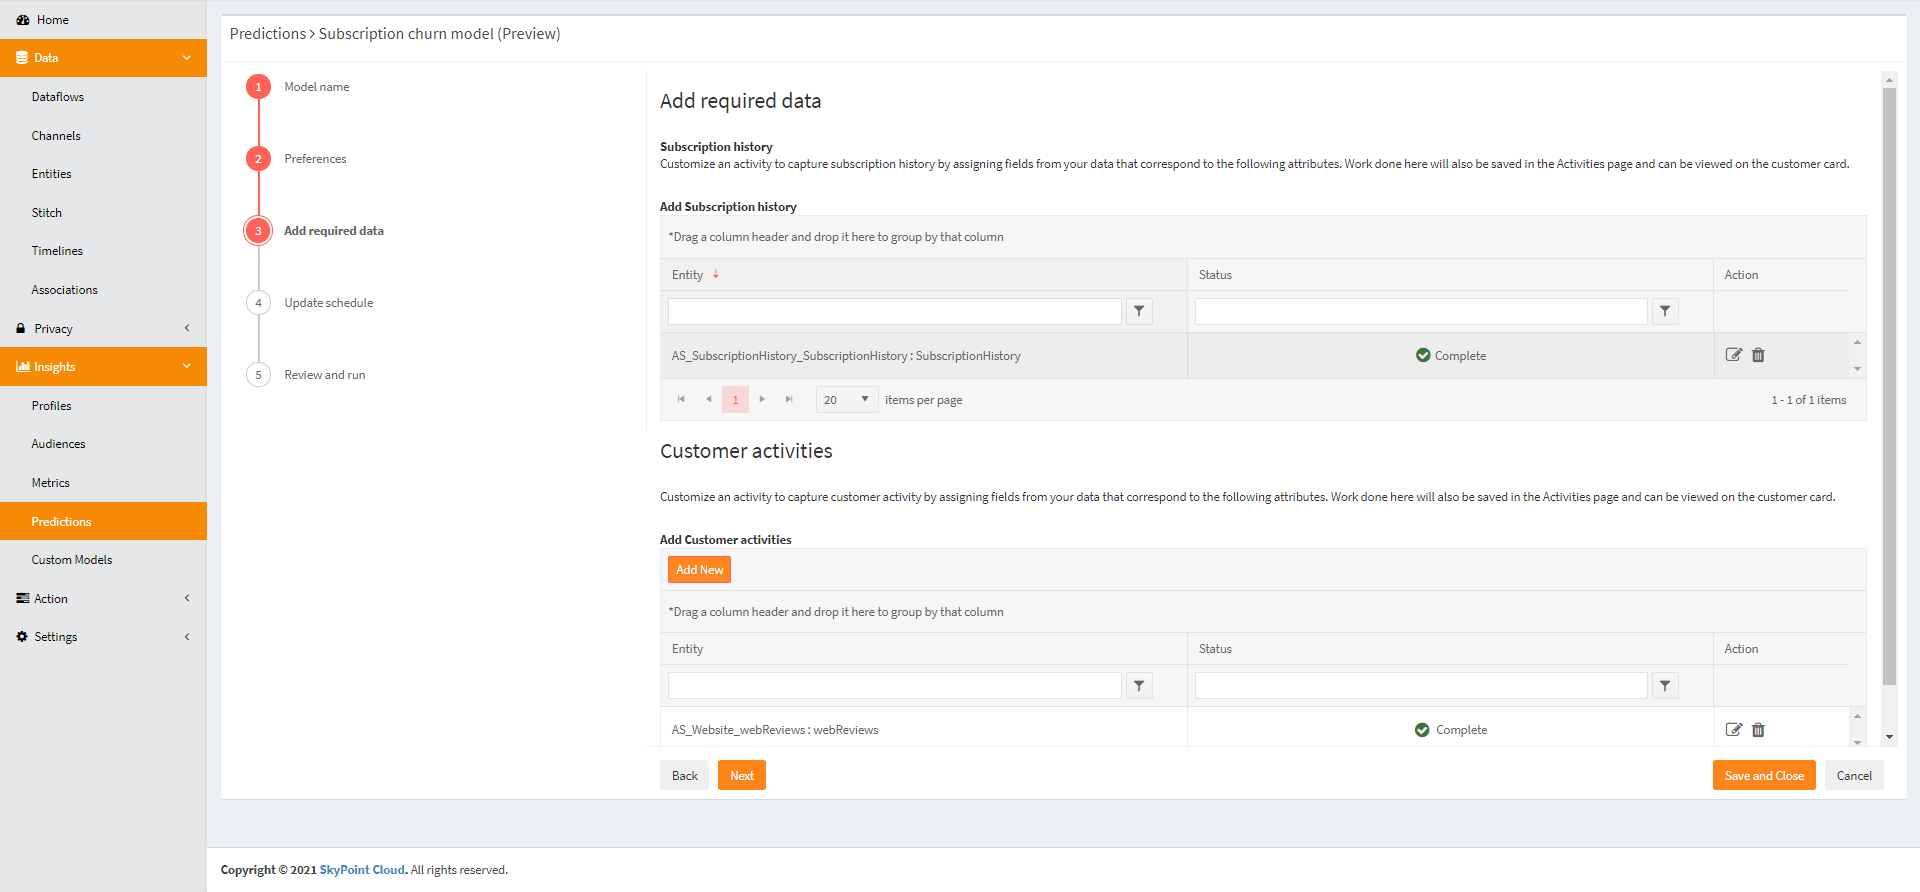 Home
Data
Dataflows
Channels
Entities
Stitch
Timelines
Associations
Privacy
Insights
Profiles
Audiences
Metrics
Predictions
Custom Models
Action
Settings
Predictions > Subscription churn model (Preview)
1 Model name
2 Preferences
3 Add required data
4 Update schedule
5 Review and run
Add required data
Subscription history
Customize an activity to capture subscription history by assigning fields from your data that correspond to the following attributes. Work done here will also be saved in the Activities page and can be viewed on the customer card.
Add Subscription history
*Drag a column header and drop it here to group by that column
Entity Status Action
AS_SubscriptionHistory_SubscriptionHistory : SubscriptionHistory Complete
1 20 items per page 1 - 1 of 1 items
Customer activities
Customize an activity to capture customer activity by assigning fields from your data that correspond to the following attributes. Work done here will also be saved in the Activities page and can be viewed on the customer card.
Add Customer activities
Add New
*Drag a column header and drop it here to group by that column
Entity Status Action
AS_Website_webReviews : webReviews Complete
Back Next Save and Close Cancel
Copyright © 2021 SkyPoint Cloud. All rights reserved.